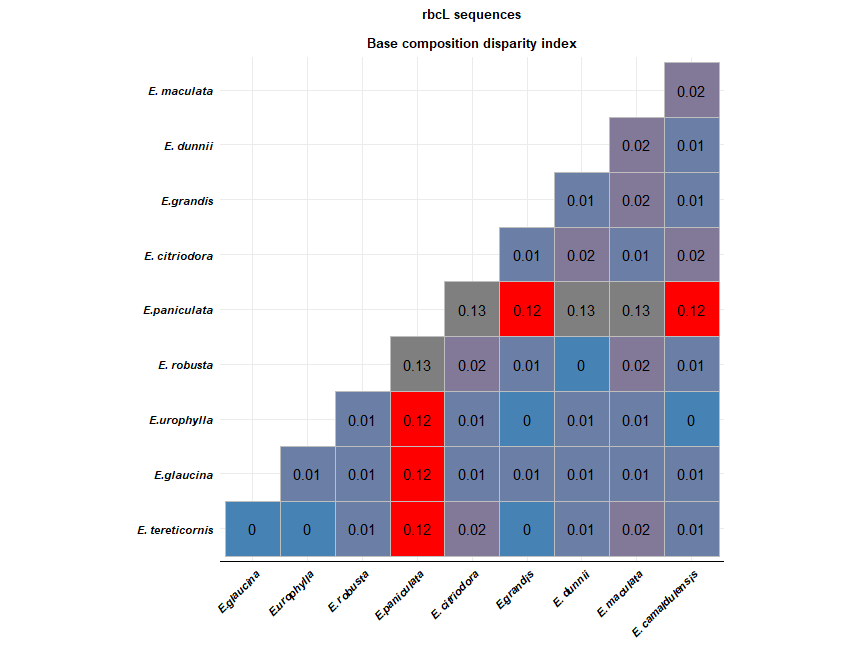 rbcL sequences
Base composition disparity index
E. maculata 0.02
E. dunnii 0.02 0.01
E.grandis 0.01 0.02 0.01
E. citriodora 0.01 0.02 0.01 0.02
E.paniculata 0.13 0.12 0.13 0.13 0.12
E. robusta 0.13 0.02 0.01 0 0.02 0.01
E.urophylla 0.01 0.12 0.01 0 0.01 0.01 0
E.glaucina 0.01 0.01 0.12 0.01 0.01 0.01 0.01 0.01
E. tereticornis 0 0 0.01 0.12 0.02 0 0.01 0.02 0.01
E.glaucina E.urophylla E. robusta E.paniculata E. citriodora E.grandis E. dunnii E. maculata E. camaldulensis